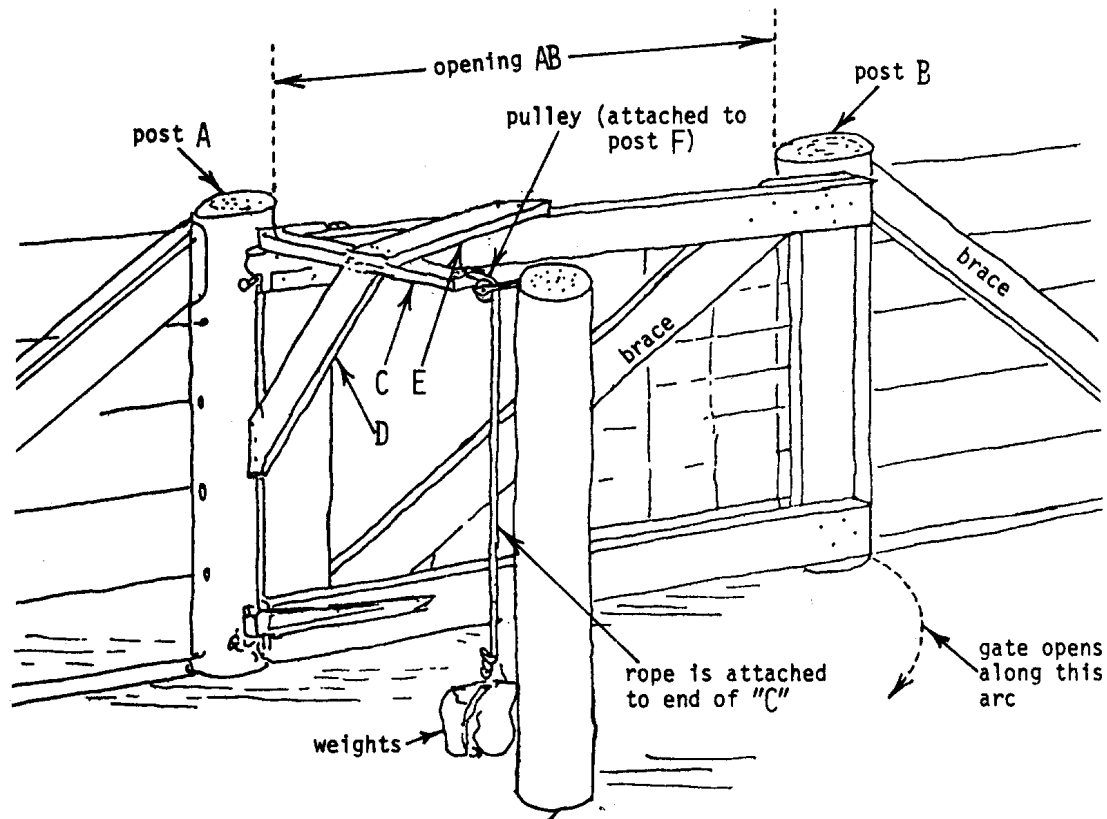 opening AB
post B
post A
pulley (attached to
post F)
brace
brace
C
E
D
rope is attached
to end of "C"
gate opens
along this
arc
weights